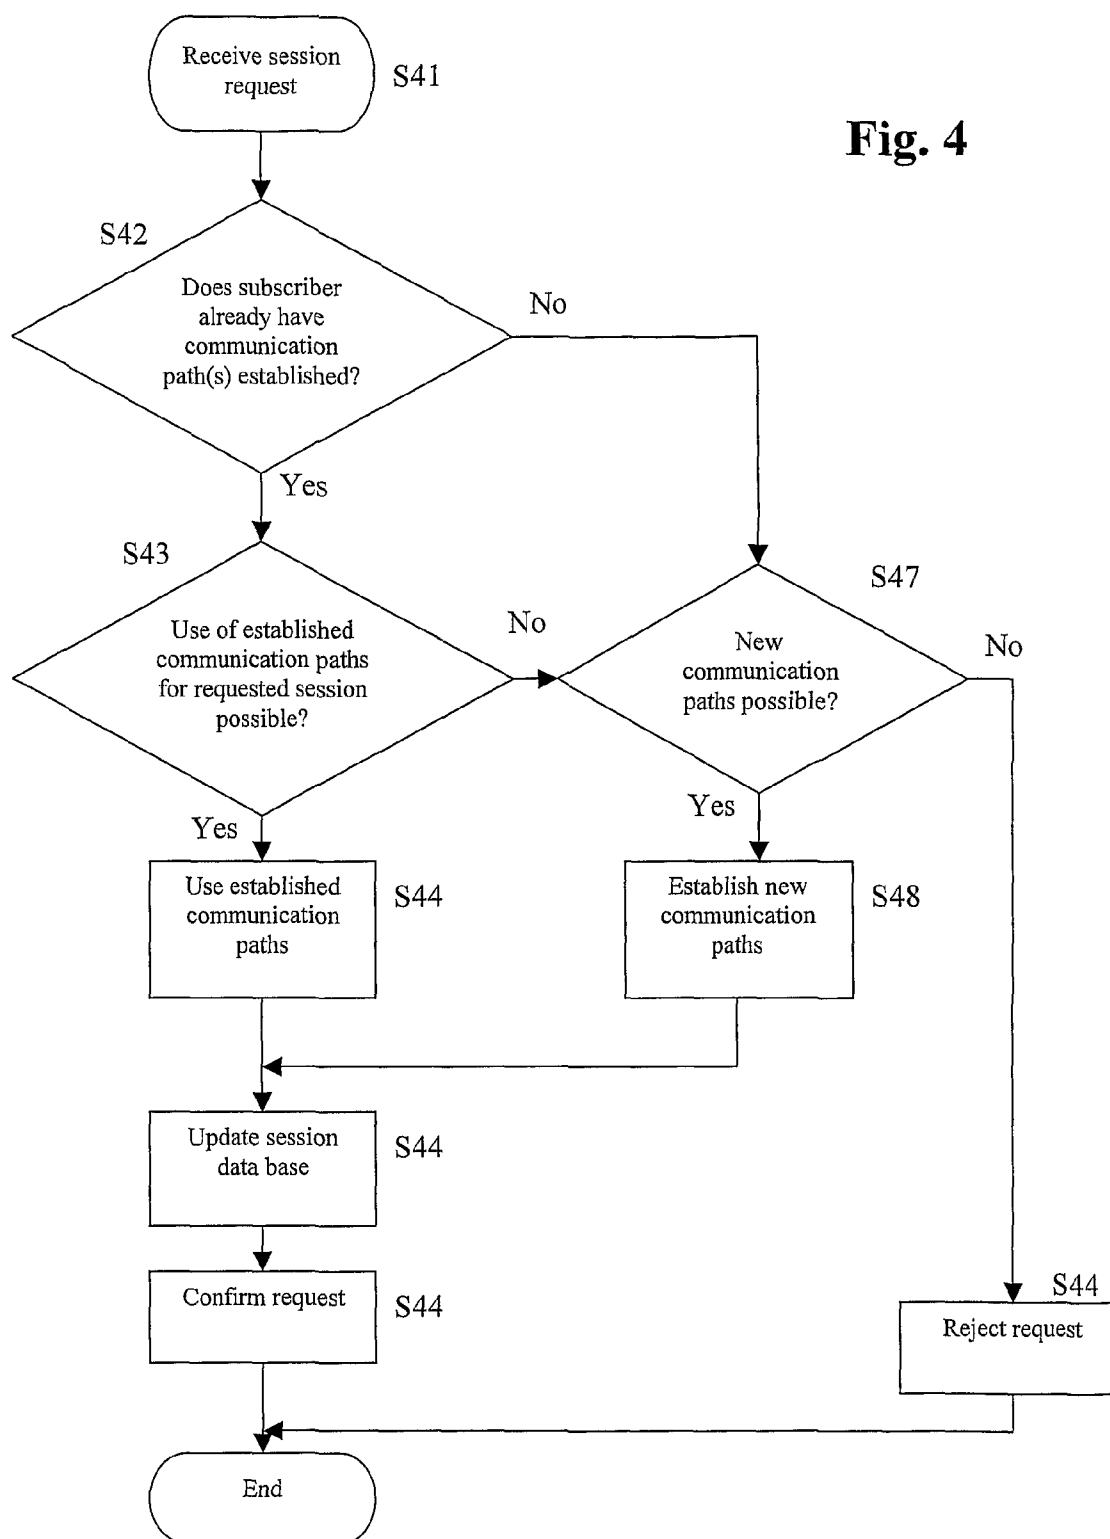 Receive session
request
S41
Fig. 4
S42
Does subscriber
already have
communication
path(s) established?
No
Yes
S43
Use of established
communication paths
for requested session
possible?
No
S47
New
communication
paths possible?
No
Yes
Yes
Use established
communication
paths
S44
Establish new
communication
paths
S48
Update session
data base
S44
Confirm request
S44
S44
Reject request
End